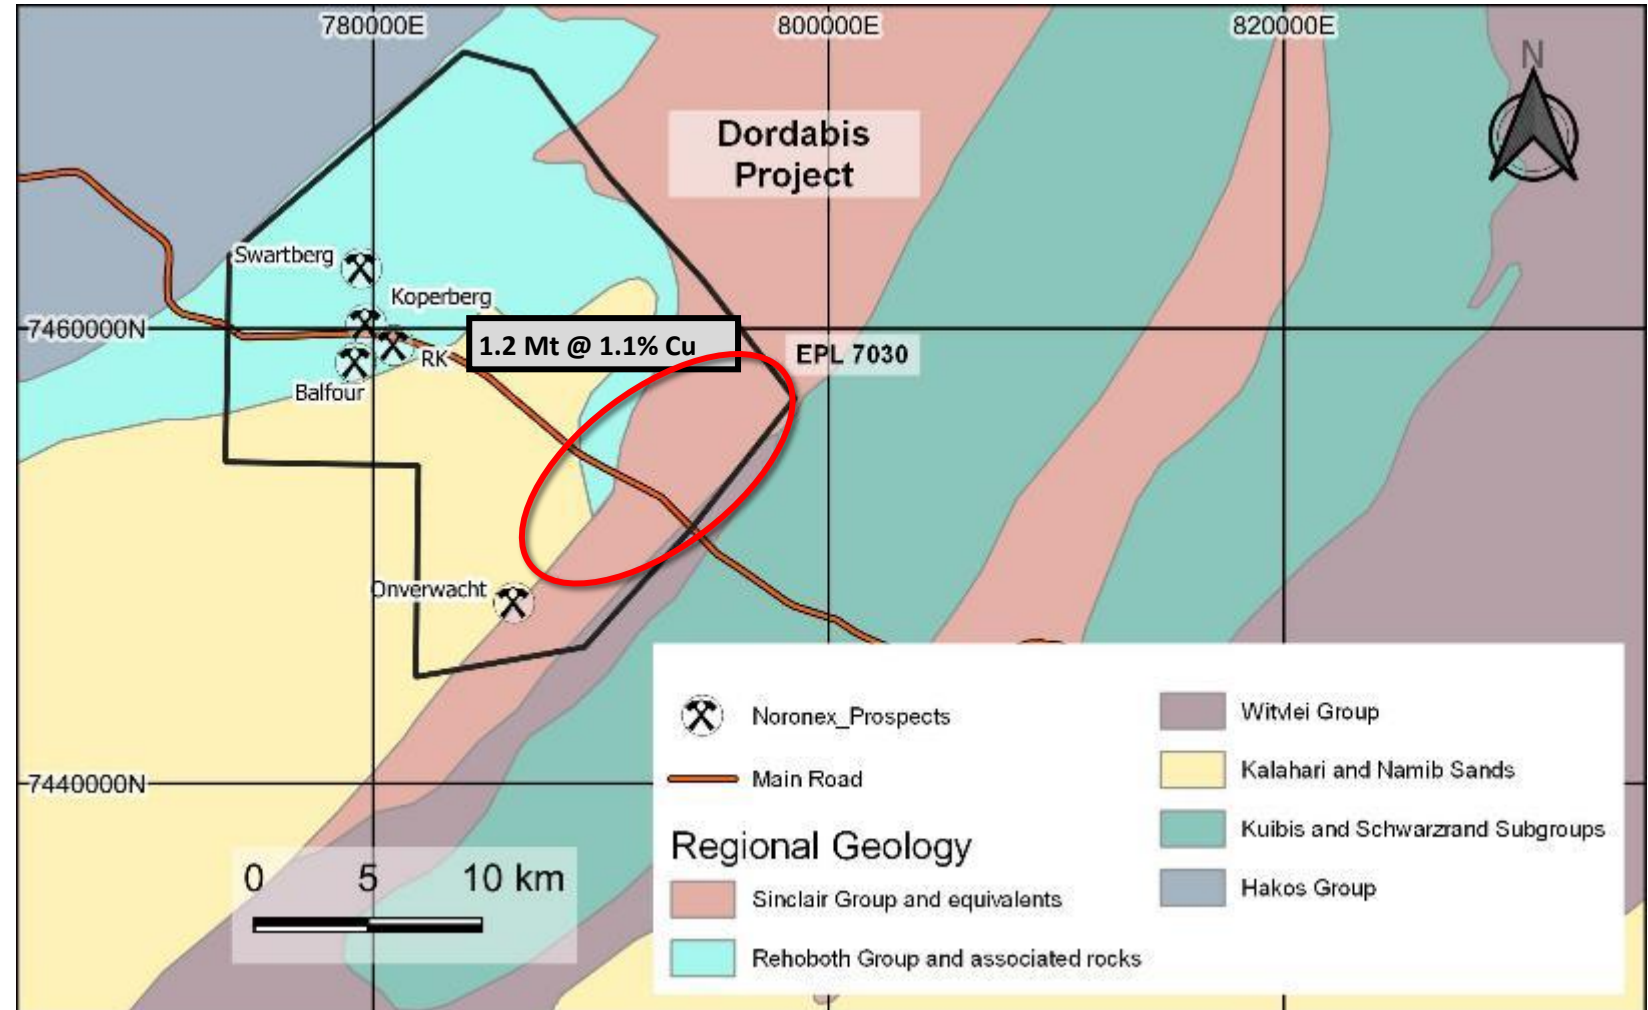 780000E
800000E
820000E
N
Dordabis
Project
Swartberg
Koperberg
7460000N
1.2 Mt @ 1.1% Cu
EPL 7030
RK
Balfour
Onverwacht
Noronex_Prospects
Main Road
Regional Geology
Sinclair Group and equivalents
Rehoboth Group and associated rocks
Witvlei Group
Kalahari and Namib Sands
Kuibis and Schwarzrand Subgroups
Hakos Group
7440000N
0 5 10 km